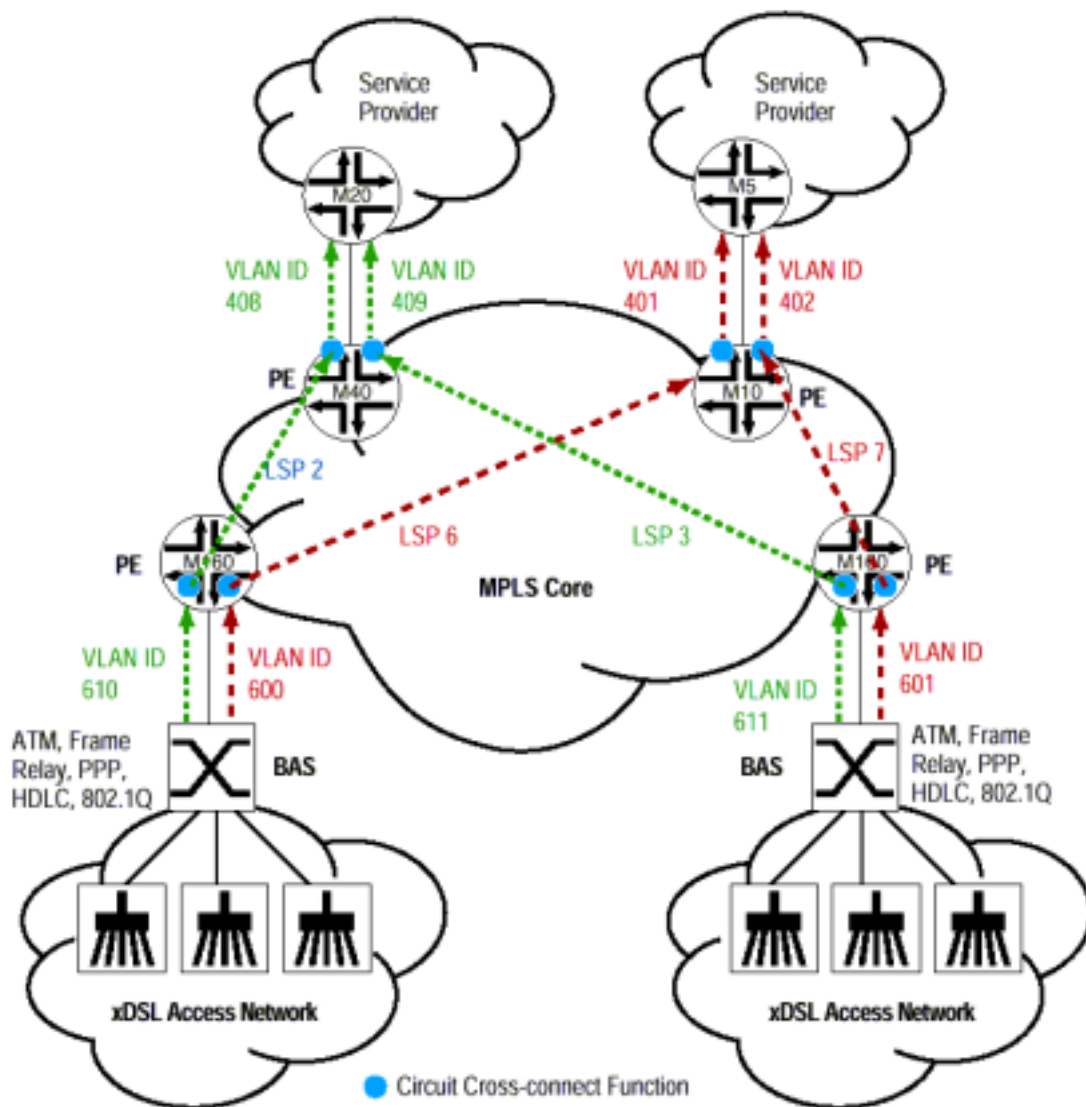 Service
Provider
Service
Provider
M20
M5
VLAN ID
408
VLAN ID
409
VLAN ID
401
VLAN ID
402
PE
M40
M10
PE
LSP 2
LSP 7
LSP 6
LSP 3
PE
M160
M160
PE
MPLS Core
VLAN ID
610
VLAN ID
600
VLAN ID
611
VLAN ID
601
ATM, Frame
Relay, PPP,
HDLC, 802.1Q
BAS
BAS
ATM, Frame
Relay, PPP,
HDLC, 802.1Q
xDSL Access Network
xDSL Access Network
Circuit Cross-connect Function